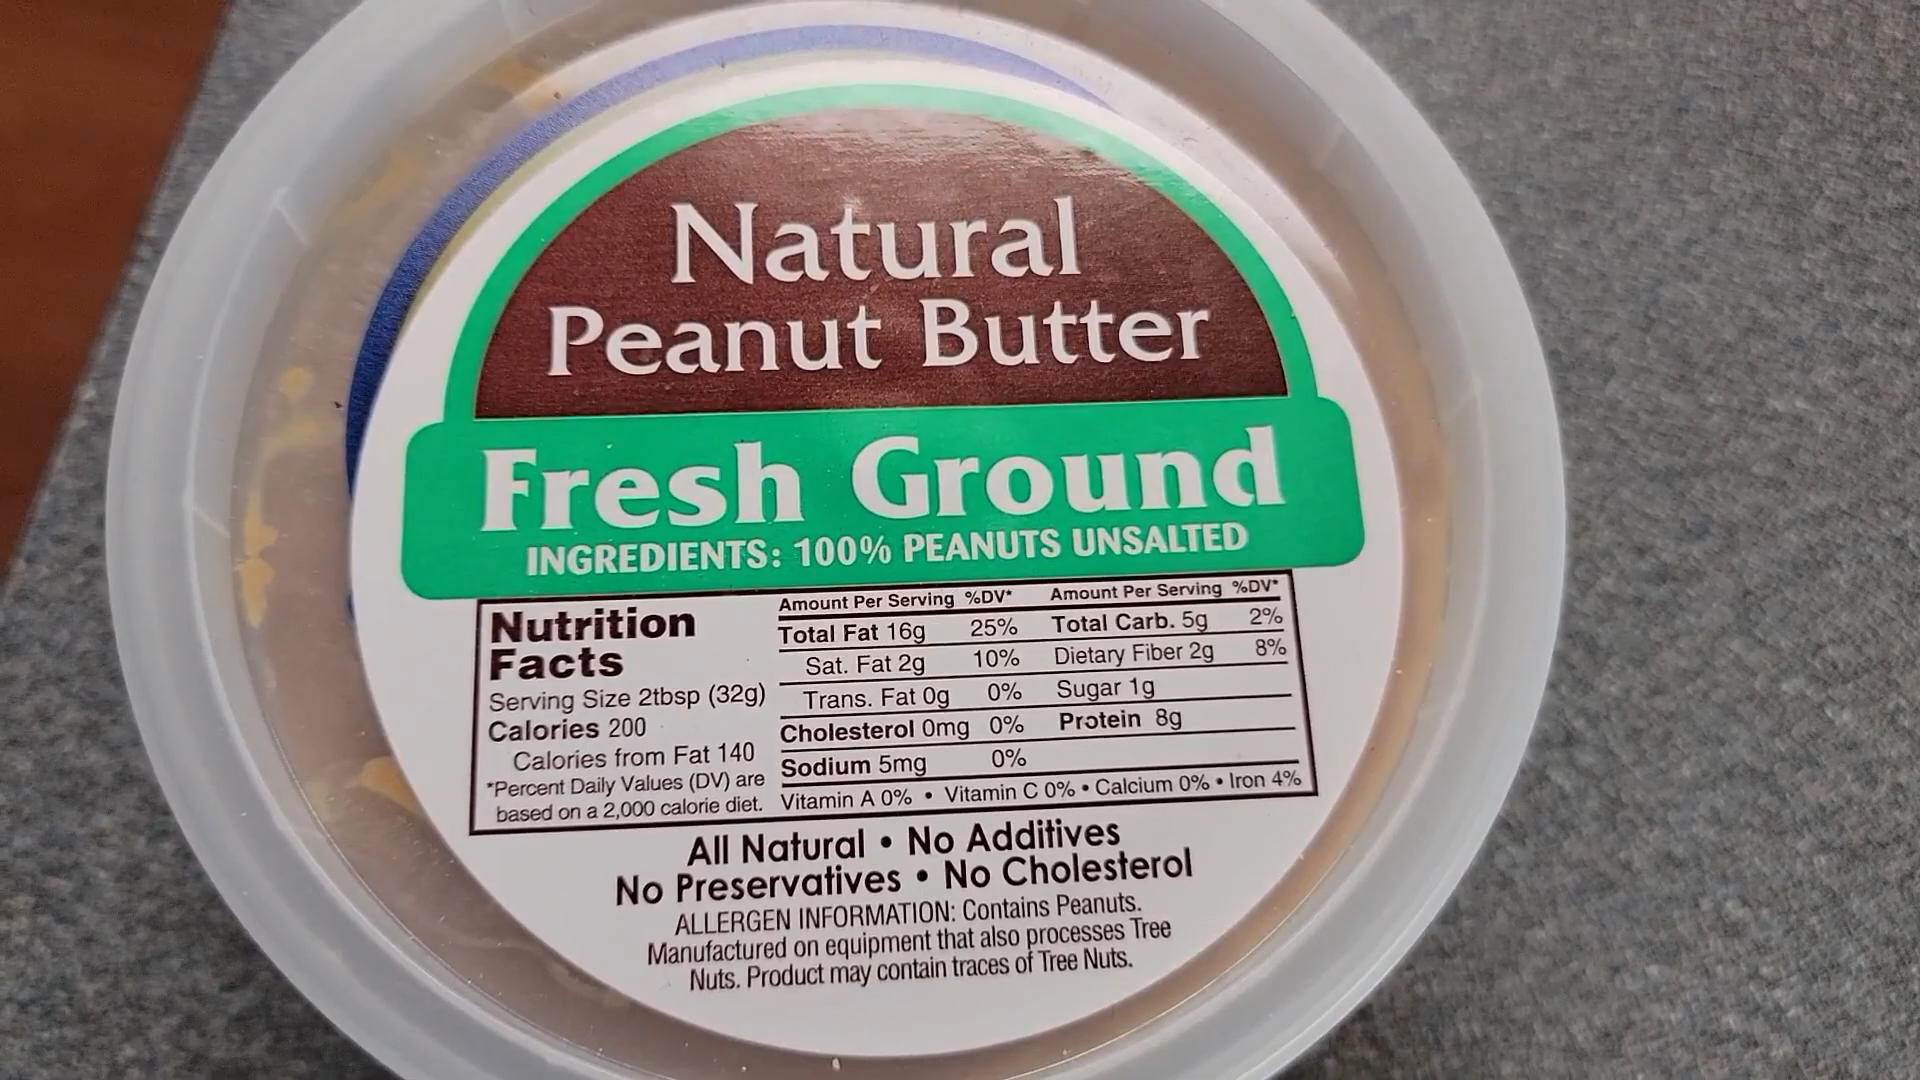 Natural
Peanut Butter
Fresh Ground
INGREDIENTS: 100% PEANUTS UNSALTED
Nutrition
Facts
Serving Size 2tbsp (32g)
Calories 200
Calories from Fat 140
*Percent Daily Values (DV) are
based on a 2,000 calorie diet.
Amount Per Serving %DV*
Total Fat 16g 25%
Sat. Fat 2g 10%
Trans. Fat 0g 0%
Cholesterol 0mg 0%
Sodium 5mg 0%
Amount Per Serving %DV*
Total Carb. 5g 2%
Dietary Fiber 2g 8%
Sugar 1g
Protein 8g
Vitamin A 0% • Vitamin C 0% • Calcium 0% • Iron 4%
All Natural • No Additives
No Preservatives • No Cholesterol
ALLERGEN INFORMATION: Contains Peanuts.
Manufactured on equipment that also processes Tree
Nuts. Product may contain traces of Tree Nuts.